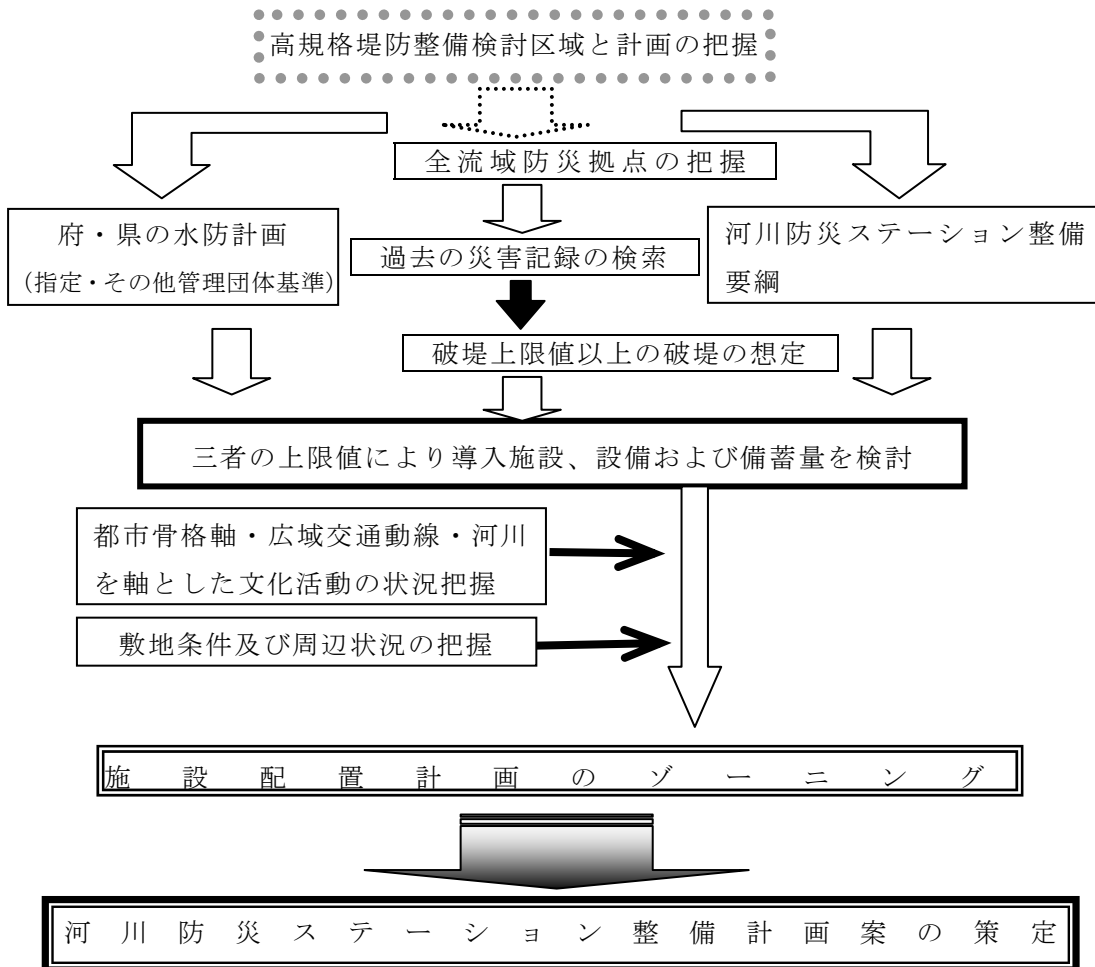 高規格堤防整備検討区域と計画の把握
全流域防災拠点の把握
府・県の水防計画
(指定・その他管理団体基準)
過去の災害記録の検索
河川防災ステーション整備
要綱
破堤上限値以上の破堤の想定
三者の上限値により導入施設、設備および備蓄量を検討
都市骨格軸・広域交通動線・河川
を軸とした文化活動の状況把握
敷地条件及び周辺状況の把握
施設配置計画のゾーニング
河川防災ステーション整備計画案の策定